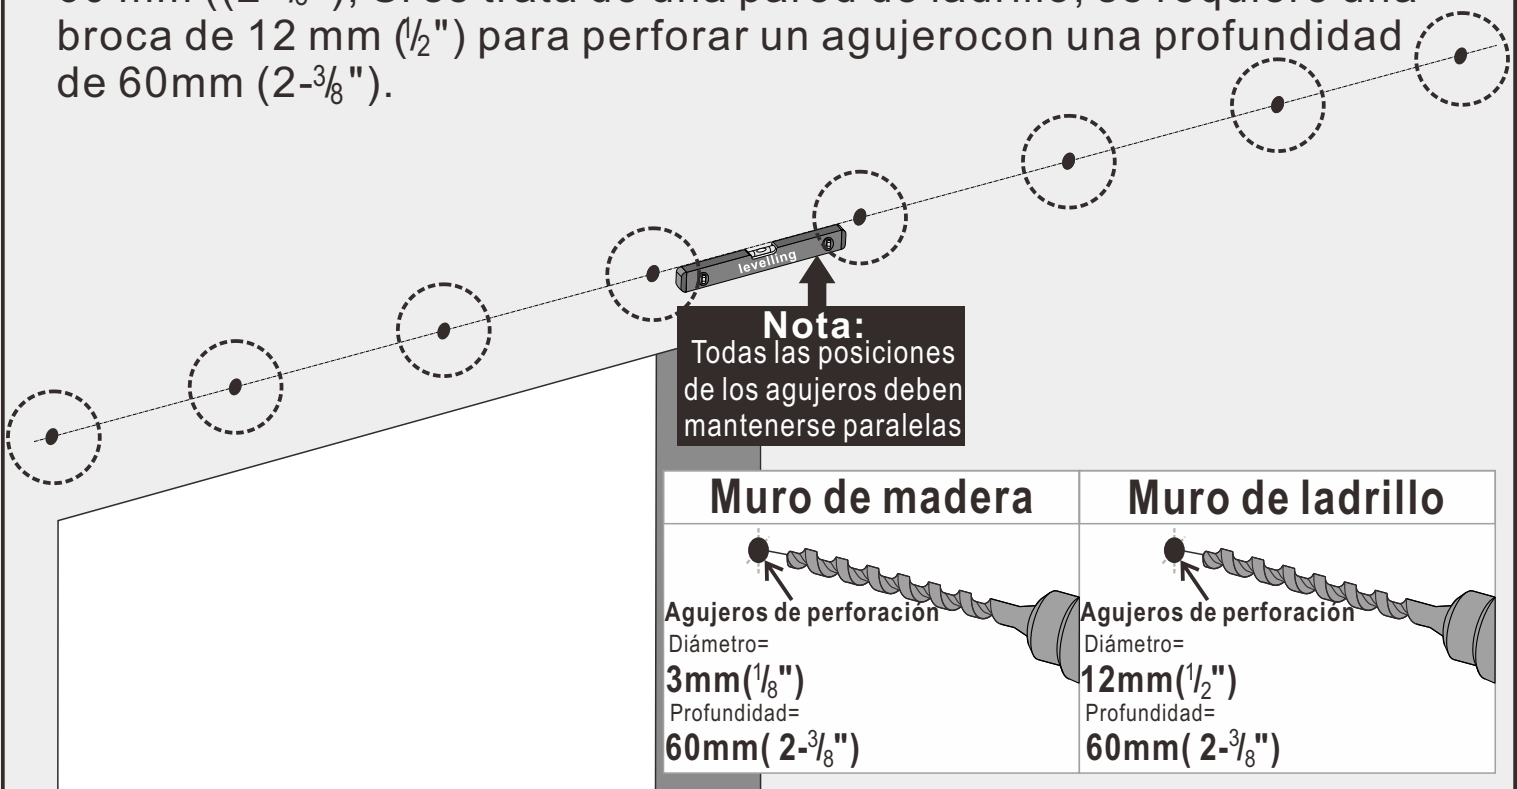 broca de 12 mm (1/2") para perforar un agujerocon una profundidad
de 60mm (2-3/8").
levelling
Nota:
Todas las posiciones
de los agujeros deben
mantenerse paralelas
Muro de madera
Agujeros de perforación
Diámetro=
3mm(1/8")
Profundidad=
60mm( 2-3/8")
Muro de ladrillo
Agujeros de perforación
Diámetro=
12mm(1/2")
Profundidad=
60mm( 2-3/8")